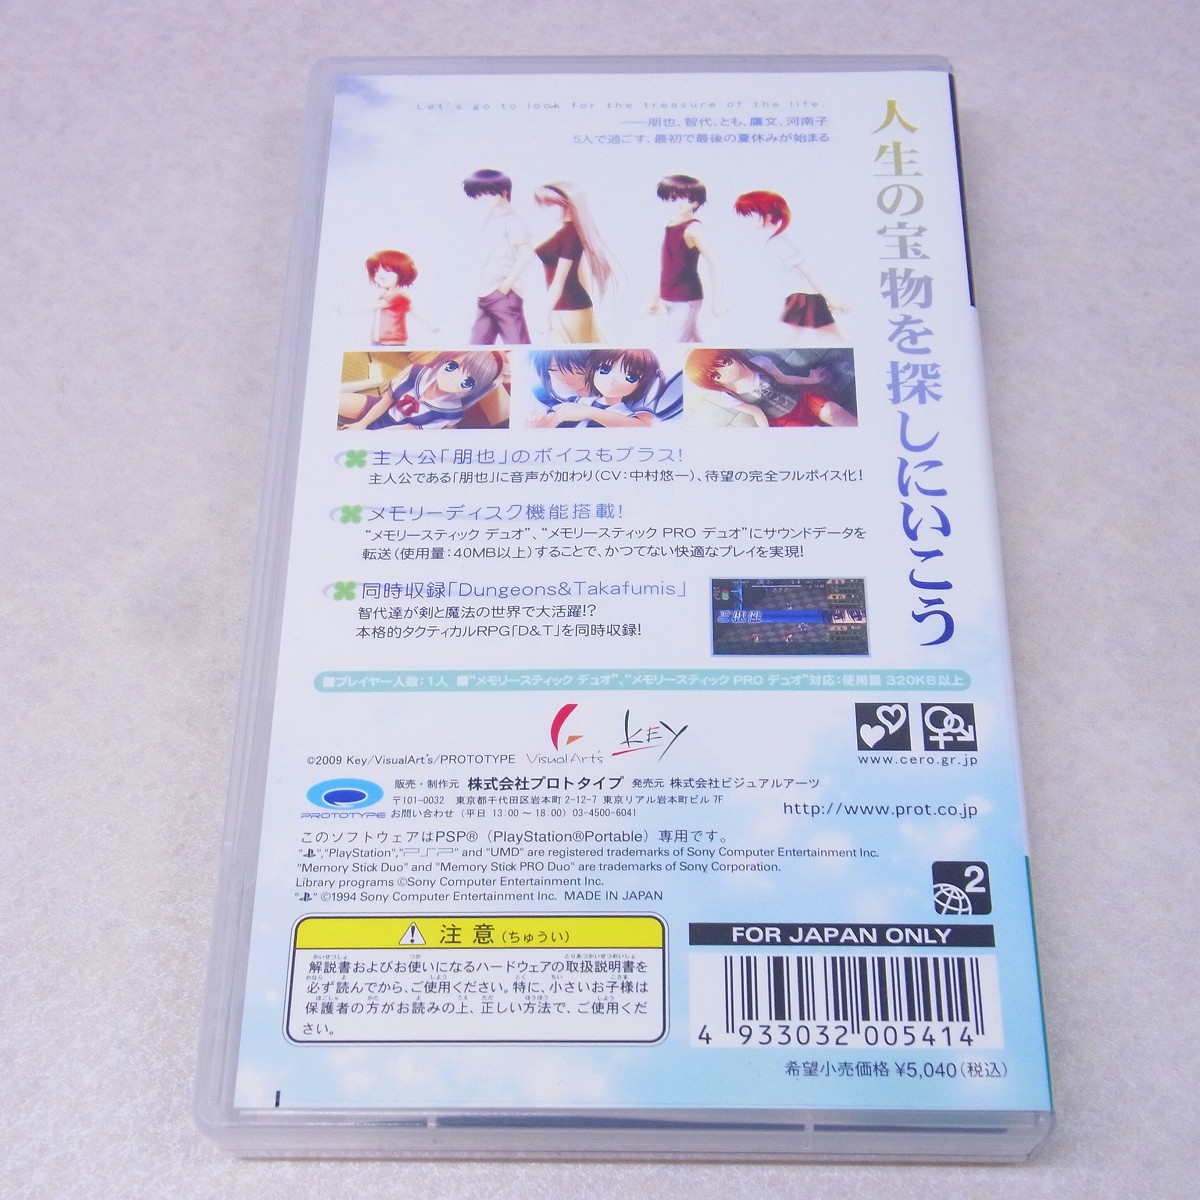 Let's go to look for the treasure of the life.
――朋也、智代、とも、鷹文、河南子
5人で過ごす、最初で最後の夏休みが始まる
人生の宝物を探しにいこう
主人公「朋也」のボイスもプラス!
主人公である「朋也」に音声が加わり(CV:中村悠一)、待望の完全フルボイス化!
メモリーディスク機能搭載!
“メモリースティック デュオ”、“メモリースティック PRO デュオ”にサウンドデータを
転送(使用量:40MB以上)することで、かつてない快適なプレイを実現!
同時収録「Dungeons&Takafumis」
智代達が剣と魔法の世界で大活躍!?
本格的タクティカルRPG「D&T」を同時収録!
■プレイヤー人数:1人 ■“メモリースティック デュオ”、“メモリースティック PRO デュオ”対応:使用量 320KB以上
VisualArt's
KEY
©2009 Key/VisualArt's/PROTOTYPE
www.cero.gr.jp
PROTOTYPE
販売・制作元 株式会社プロトタイプ 発売元 株式会社ビジュアルアーツ
〒101-0032 東京都千代田区岩本町 2-12-7 東京リアル岩本町ビル 7F
お問い合わせ (平日 13:00~18:00) 03-4500-6041
http://www.prot.co.jp
このソフトウェアはPSP®(PlayStation®Portable)専用です。
"","PlayStation","PSP" and "UMD" are registered trademarks of Sony Computer Entertainment Inc.
"Memory Stick Duo" and "Memory Stick PRO Duo" are trademarks of Sony Corporation.
Library programs ©Sony Computer Entertainment Inc.
"" ©1994 Sony Computer Entertainment Inc. MADE IN JAPAN
2
注意(ちゅうい)
解説書およびお使いになるハードウェアの取扱説明書を
必ず読んでから、ご使用ください。特に、小さいお子様は
保護者の方がお読みの上、正しい方法で、ご使用くだ
さい。
FOR JAPAN ONLY
4 933032 005414
希望小売価格 ¥5,040(税込)